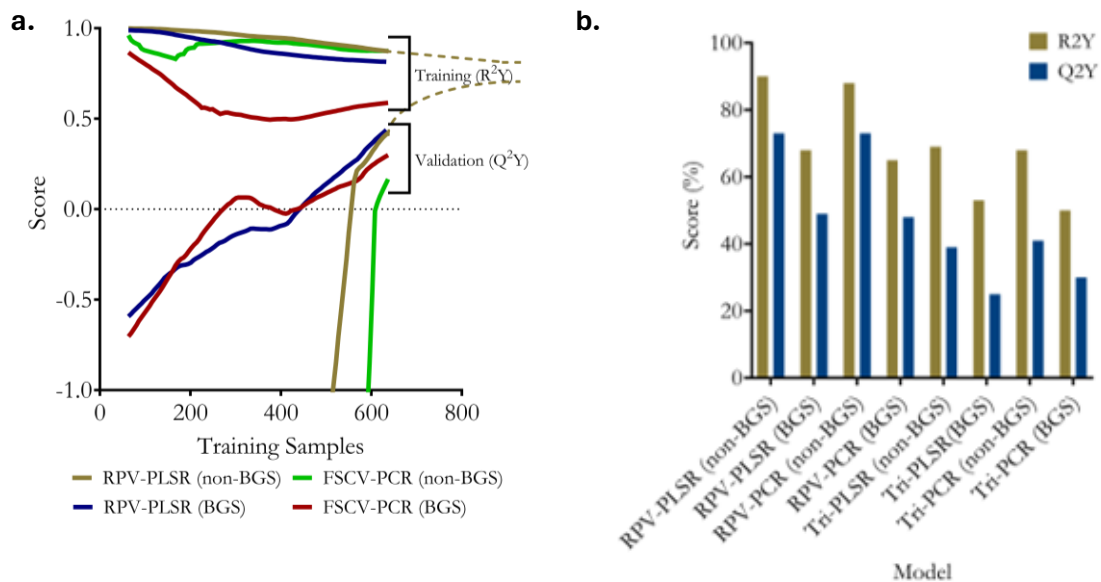 a.
Score
1.0
0.5
0.0
-0.5
-1.0
0
200
400
600
800
Training Samples
Training (R²Y)
Validation (Q²Y)
RPV-PLSR (non-BGS)
FSCV-PCR (non-BGS)
RPV-PLSR (BGS)
FSCV-PCR (BGS)
b.
R2Y
Q2Y
Score (%)
100
80
60
40
20
0
RPV-PLSR (non-BGS)
RPV-PLSR (BGS)
RPV-PCR (non-BGS)
RPV-PCR (BGS)
Tri-PLSR (non-BGS)
Tri-PLSR(BGS)
Tri-PCR (non-BGS)
Tri-PCR (BGS)
Model